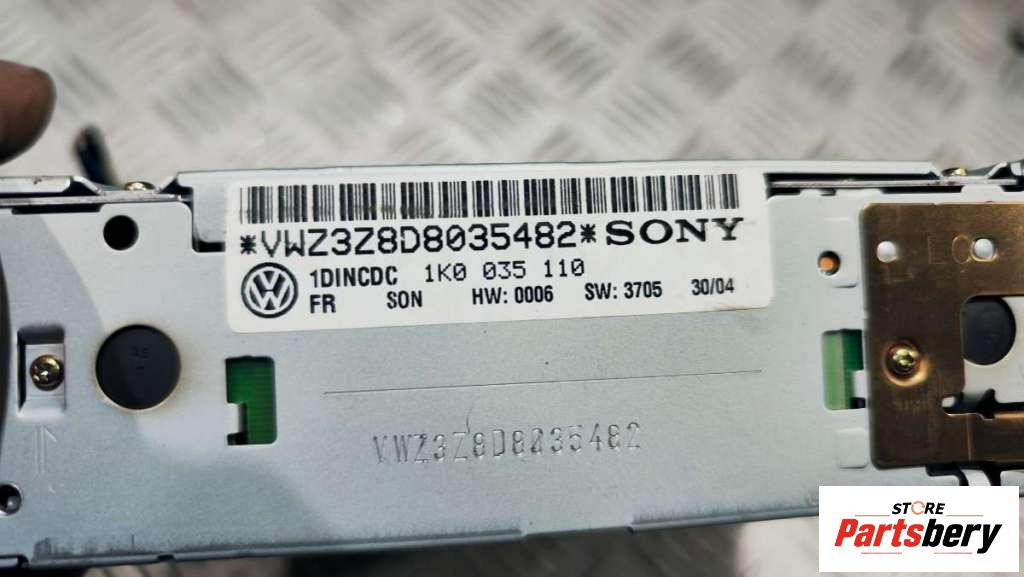 *VWZ3Z8D8035482* SONY
1DINCDC 1K0 035 110
FR SON HW: 0006 SW: 3705 30/04
VWZ3Z8D8035482
STORE
Partsbery